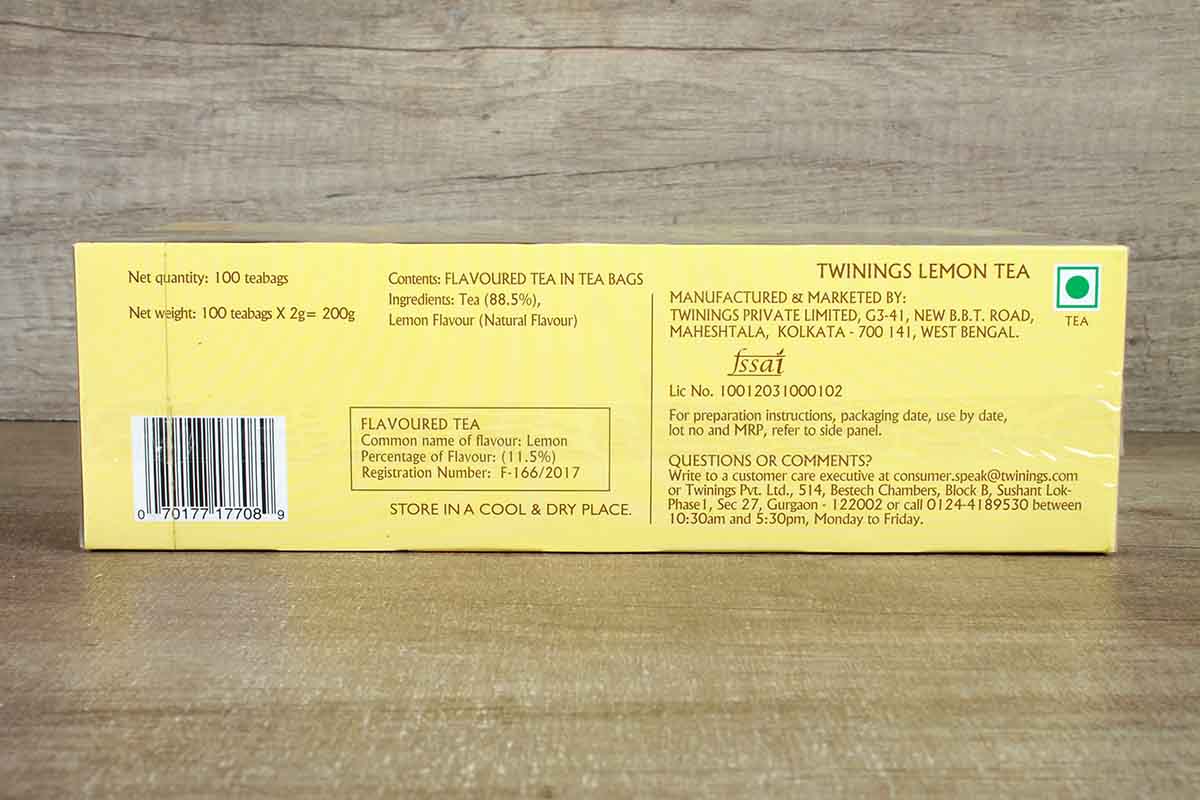 Net quantity: 100 teabags
Net weight: 100 teabags X 2g= 200g
0 70177 17708 9
Contents: FLAVOURED TEA IN TEA BAGS
Ingredients: Tea (88.5%),
Lemon Flavour (Natural Flavour)
FLAVOURED TEA
Common name of flavour: Lemon
Percentage of Flavour: (11.5%)
Registration Number: F-166/2017
STORE IN A COOL & DRY PLACE.
TWININGS LEMON TEA
MANUFACTURED & MARKETED BY:
TWININGS PRIVATE LIMITED, G3-41, NEW B.B.T. ROAD,
MAHESHTALA, KOLKATA - 700 141, WEST BENGAL.
fssai
Lic No. 10012031000102
For preparation instructions, packaging date, use by date,
lot no and MRP, refer to side panel.
QUESTIONS OR COMMENTS?
Write to a customer care executive at consumer.speak@twinings.com
or Twinings Pvt. Ltd., 514, Bestech Chambers, Block B, Sushant Lok-
Phase1, Sec 27, Gurgaon - 122002 or call 0124-4189530 between
10:30am and 5:30pm, Monday to Friday.
TEA